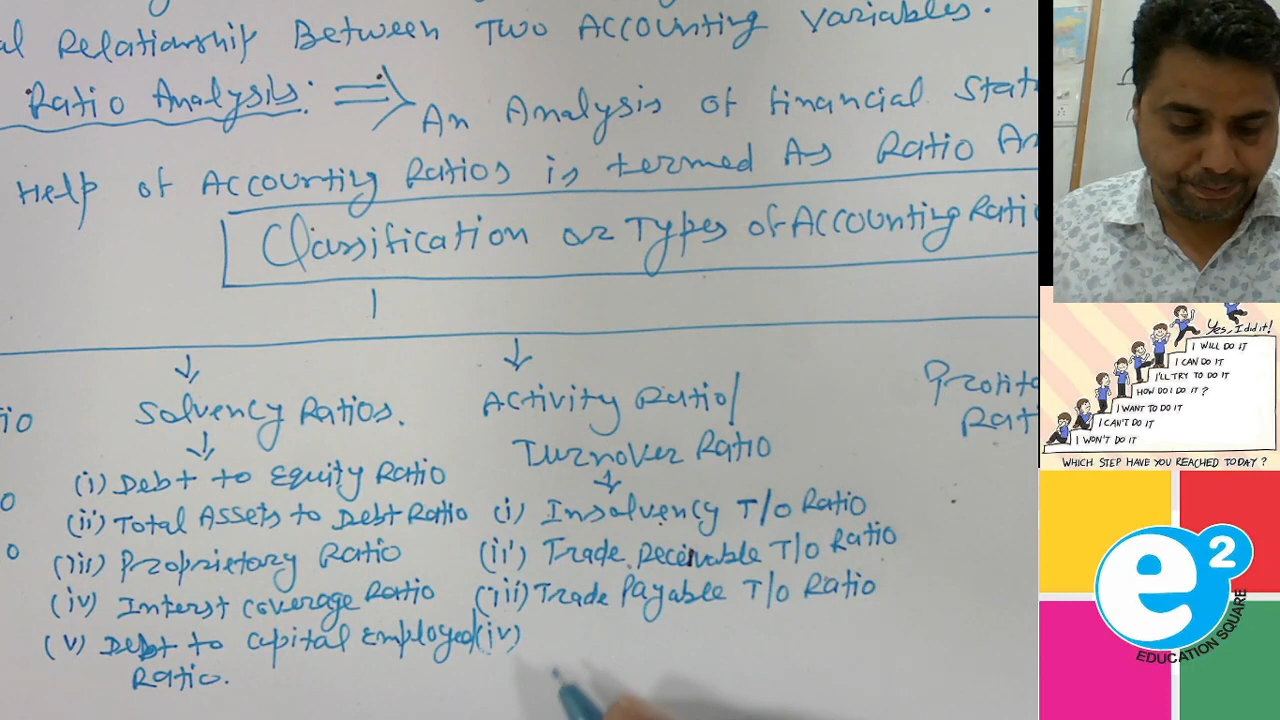 al Relationship Between Two Accounting Variables.
Ratio Analysis: ⇒ An Analysis of financial Stat
Help of Accounting Ratios is termed As Ratio An
Classification or Types of Accounting Ratio
io
Solvency Ratios.
(i) Debt to Equity Ratio
(ii) Total Assets to Debt Ratio
(iii) Proprietary Ratio
(iv) Interst coverage Ratio
(v) Debt to capital Employed
Ratio.
Activity Ratio/
Turnover Ratio
(i) Insolvency T/o Ratio
(ii) Trade Receivable T/o Ratio
(iii) Trade Payable T/o Ratio
(iv)
Profita
Rat
o
o
Yes, I did it!
I WILL DO IT
I CAN DO IT
I'LL TRY TO DO IT
HOW DO I DO IT?
I WANT TO DO IT
I CAN'T DO IT
I WON'T DO IT
WHICH STEP HAVE YOU REACHED TODAY?
e2
EDUCATION SQUARE